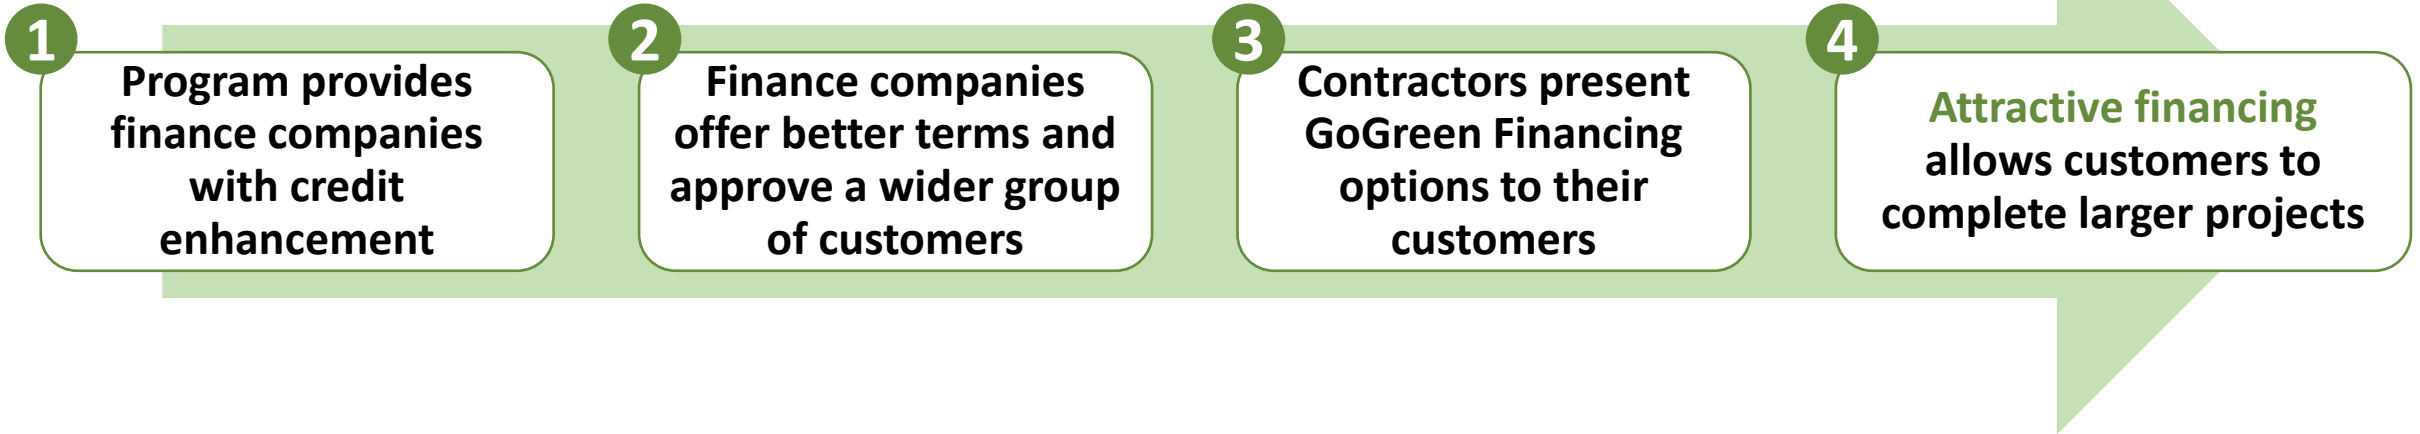 1
Program provides
finance companies
with credit
enhancement
2
Finance companies
offer better terms and
approve a wider group
of customers
3
Contractors present
GoGreen Financing
options to their
customers
4
Attractive financing
allows customers to
complete larger projects